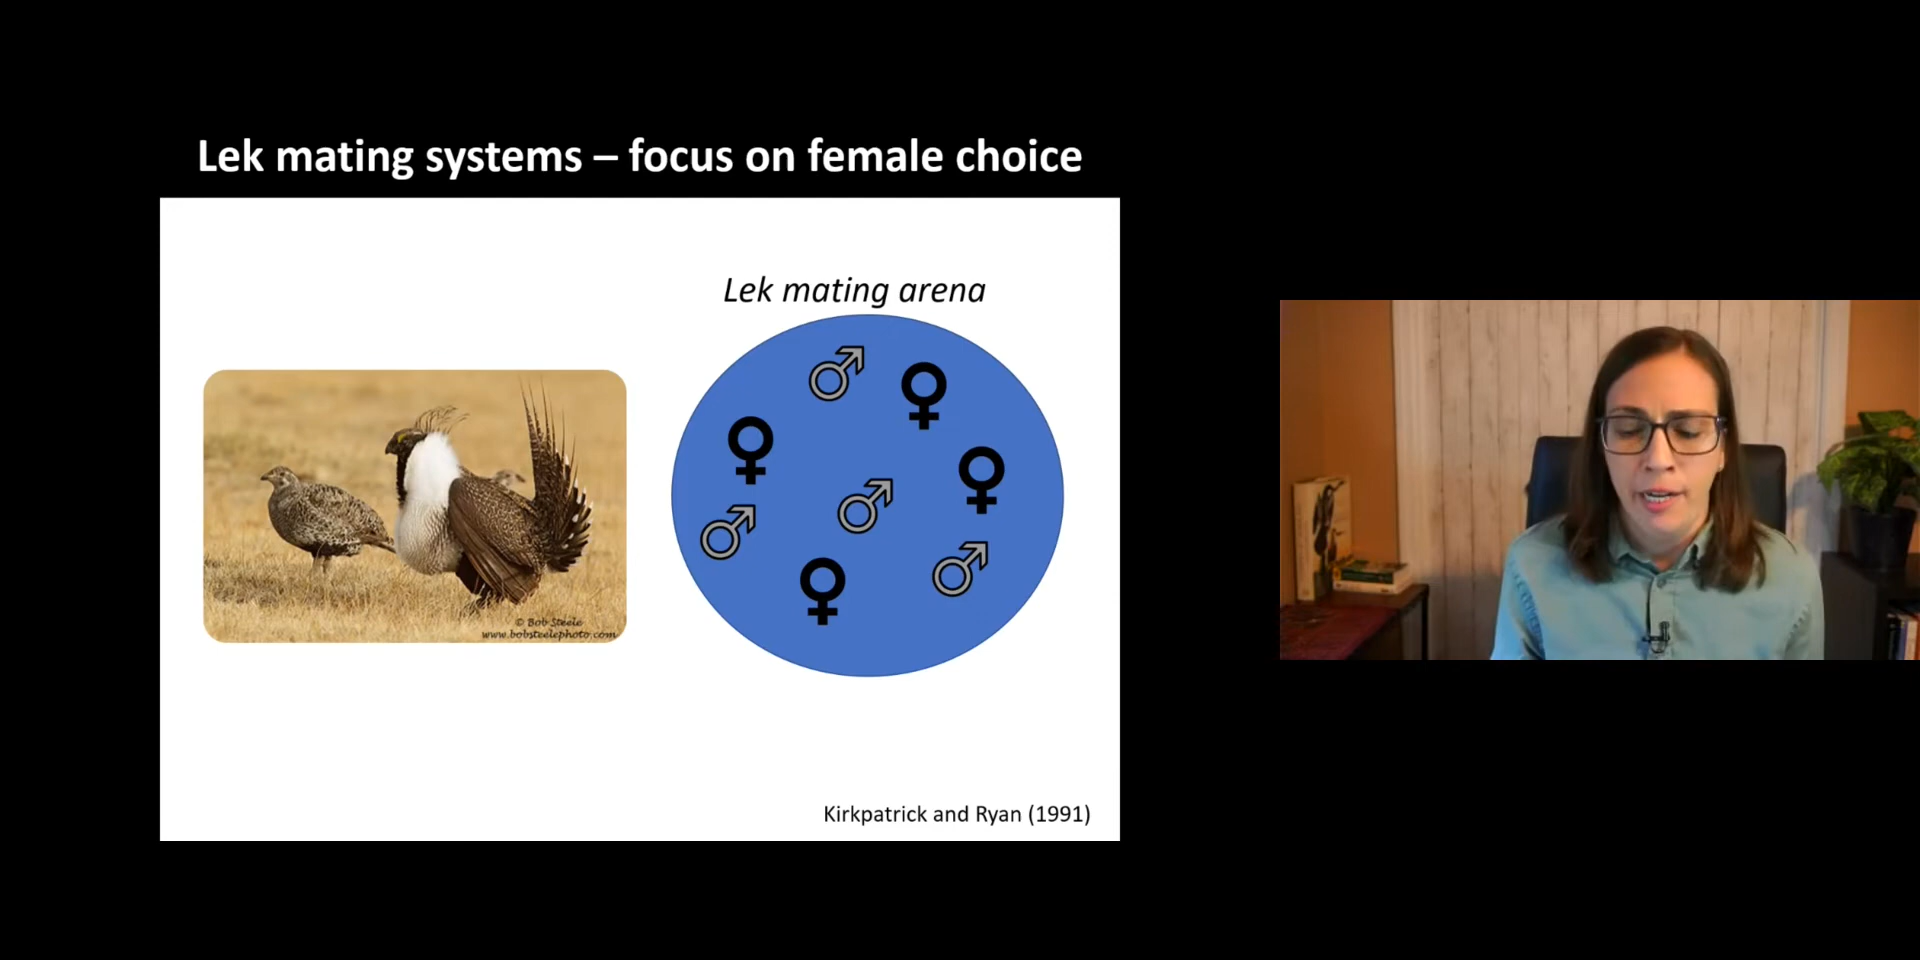 Lek mating systems – focus on female choice
Lek mating arena
© Bob Steele
www.bobsteelephoto.com
Kirkpatrick and Ryan (1991)